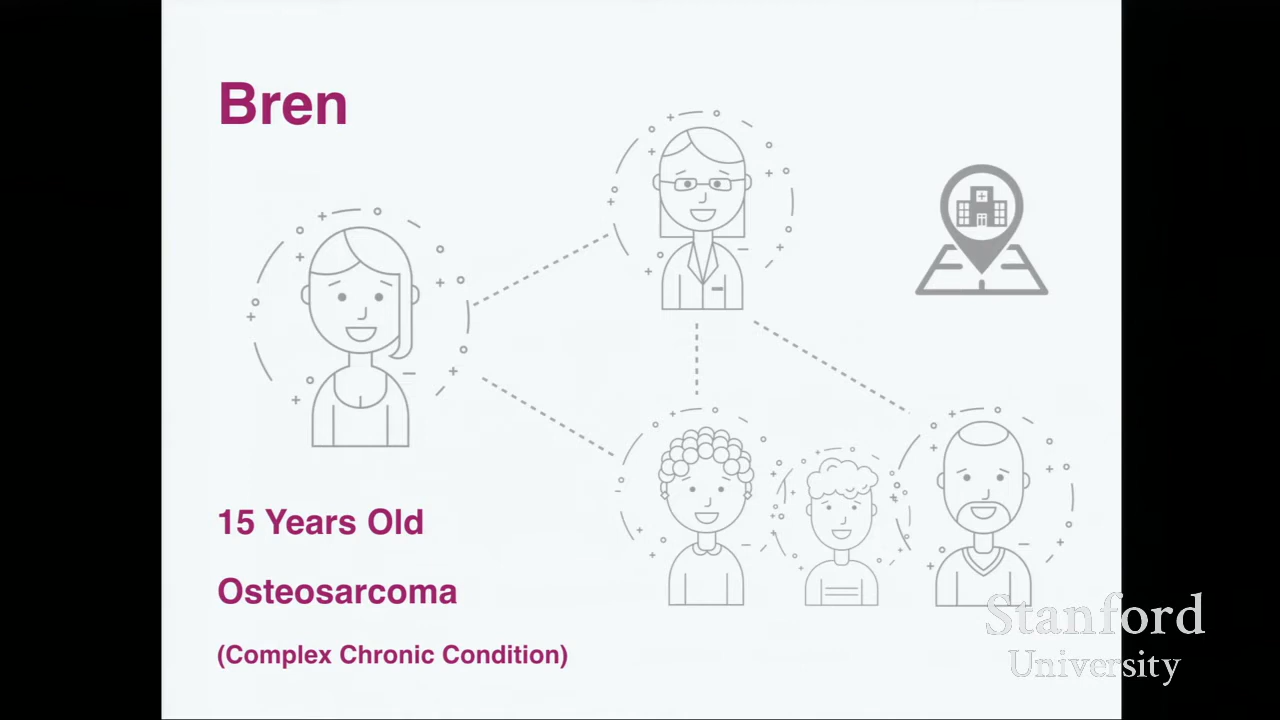 Bren
15 Years Old
Osteosarcoma
(Complex Chronic Condition)
Stanford
University